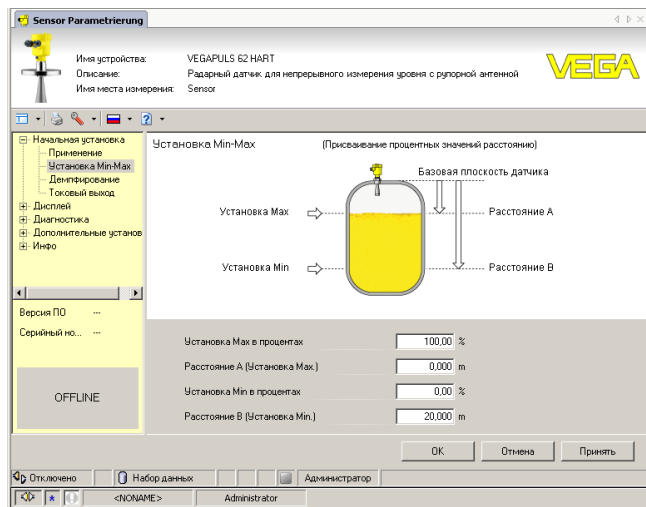 Sensor Parametrierung
Имя устройства: VEGAPULS 62 HART
Описание: Радарный датчик для непрерывного измерения уровня с рупорной антенной
Имя места измерения: Sensor
VEGA
Начальная установка
Применение
Установка Min-Max
Демпфирование
Токовый выход
Дисплей
Диагностика
Дополнительные установ
Инфо
Версия ПО ---
Серийный но... ---
OFFLINE
Установка Min-Max (Присваивание процентных значений расстоянию)
Базовая плоскость датчика
Установка Max
Расстояние A
Установка Min
Расстояние B
Установка Max в процентах 100,00 %
Расстояние A (Установка Max.) 0,000 m
Установка Min в процентах 0,00 %
Расстояние B (Установка Min.) 20,000 m
OK Отмена Принять
Отключено Набор данных Администратор
<NONAME> Administrator